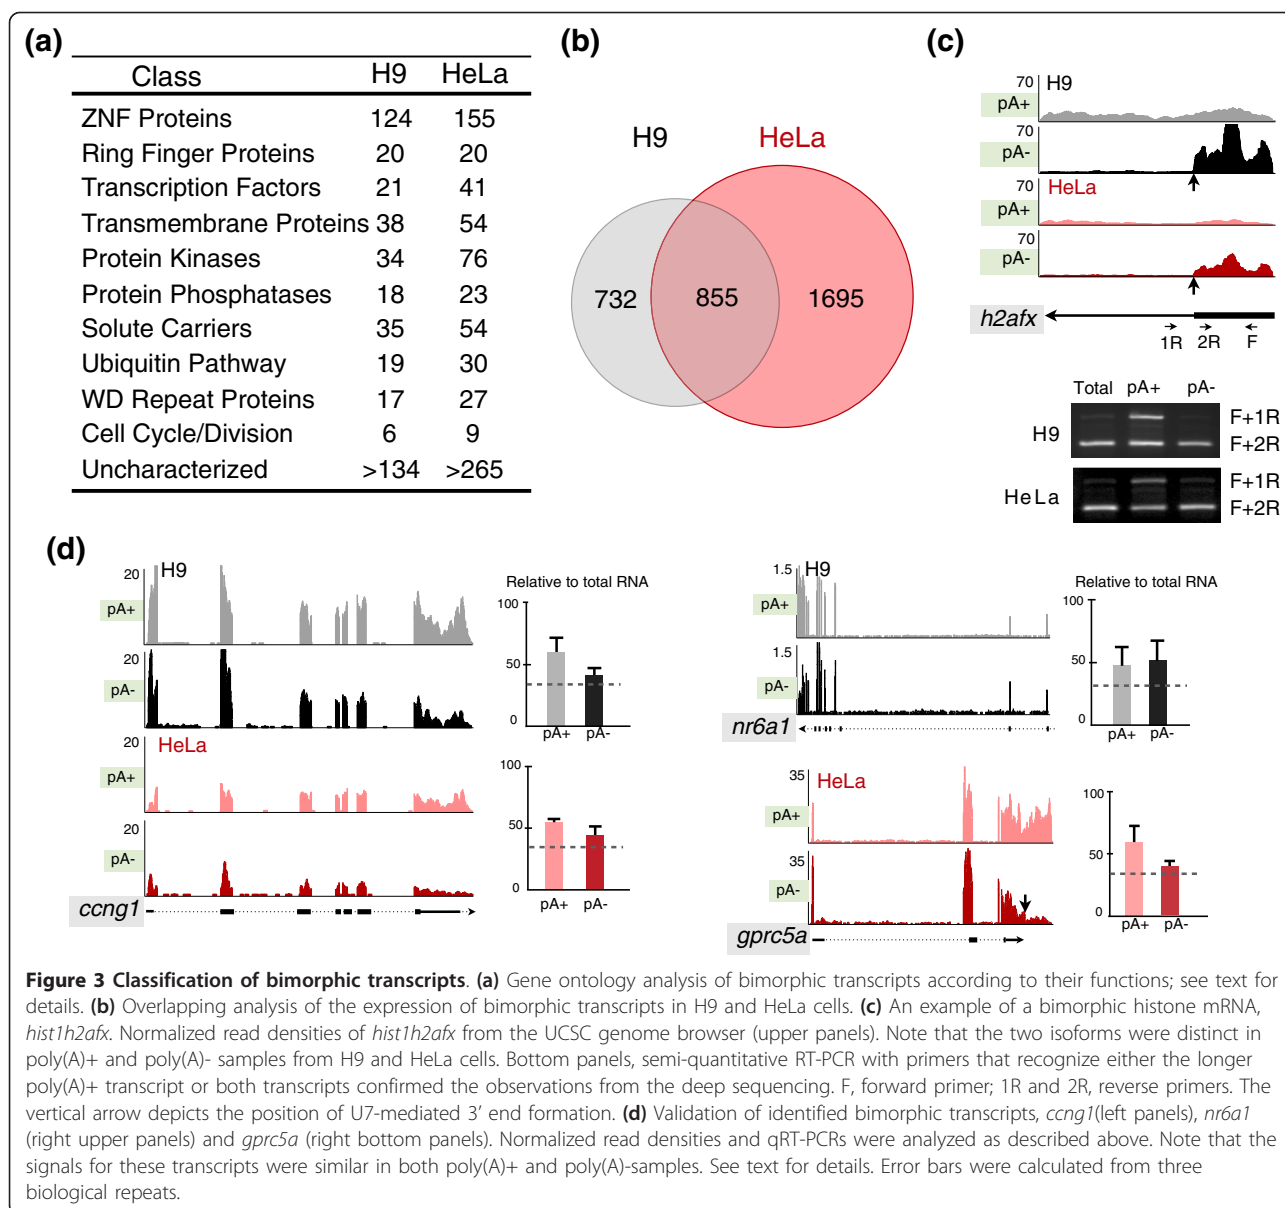 (a)
Class H9 HeLa
ZNF Proteins 124 155
Ring Finger Proteins 20 20
Transcription Factors 21 41
Transmembrane Proteins 38 54
Protein Kinases 34 76
Protein Phosphatases 18 23
Solute Carriers 35 54
Ubiquitin Pathway 19 30
WD Repeat Proteins 17 27
Cell Cycle/Division 6 9
Uncharacterized >134 >265
(b)
H9 HeLa
732 855 1695
(c)
70 H9
pA+
70
pA-
70 HeLa
pA+
70
pA-
h2afx
1R 2R F
Total pA+ pA-
H9 F+1R
F+2R
HeLa F+1R
F+2R
(d)
20 H9
pA+
20
pA-
20 HeLa
pA+
20
pA-
ccng1
Relative to total RNA
100
50
0
pA+ pA-
100
50
0
pA+ pA-
1.5 H9
pA+
1.5
pA-
nr6a1
Relative to total RNA
100
50
0
pA+ pA-
35 HeLa
pA+
35
pA-
gprc5a
100
50
0
pA+ pA-
Figure 3 Classification of bimorphic transcripts. (a) Gene ontology analysis of bimorphic transcripts according to their functions; see text for
details. (b) Overlapping analysis of the expression of bimorphic transcripts in H9 and HeLa cells. (c) An example of a bimorphic histone mRNA,
hist1h2afx. Normalized read densities of hist1h2afx from the UCSC genome browser (upper panels). Note that the two isoforms were distinct in
poly(A)+ and poly(A)- samples from H9 and HeLa cells. Bottom panels, semi-quantitative RT-PCR with primers that recognize either the longer
poly(A)+ transcript or both transcripts confirmed the observations from the deep sequencing. F, forward primer; 1R and 2R, reverse primers. The
vertical arrow depicts the position of U7-mediated 3' end formation. (d) Validation of identified bimorphic transcripts, ccng1(left panels), nr6a1
(right upper panels) and gprc5a (right bottom panels). Normalized read densities and qRT-PCRs were analyzed as described above. Note that the
signals for these transcripts were similar in both poly(A)+ and poly(A)-samples. See text for details. Error bars were calculated from three
biological repeats.